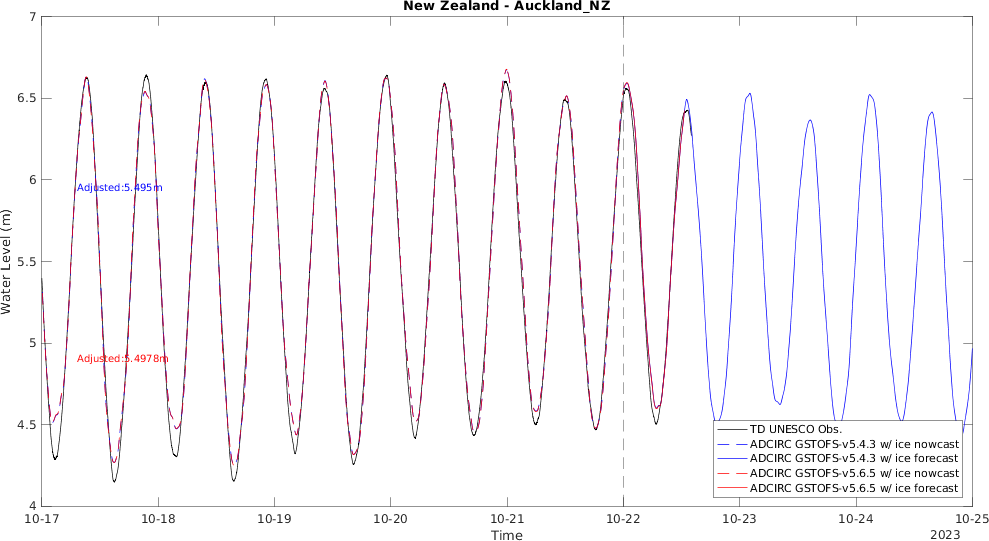 New Zealand - Auckland_NZ
Water Level (m)
7
6.5
6
5.5
5
4.5
4
Adjusted:5.495m
Adjusted:5.4978m
TD UNESCO Obs.
ADCIRC GSTOFS-v5.4.3 w/ ice nowcast
ADCIRC GSTOFS-v5.4.3 w/ ice forecast
ADCIRC GSTOFS-v5.6.5 w/ ice nowcast
ADCIRC GSTOFS-v5.6.5 w/ ice forecast
10-17 10-18 10-19 10-20 10-21 10-22 10-23 10-24 10-25
Time
2023